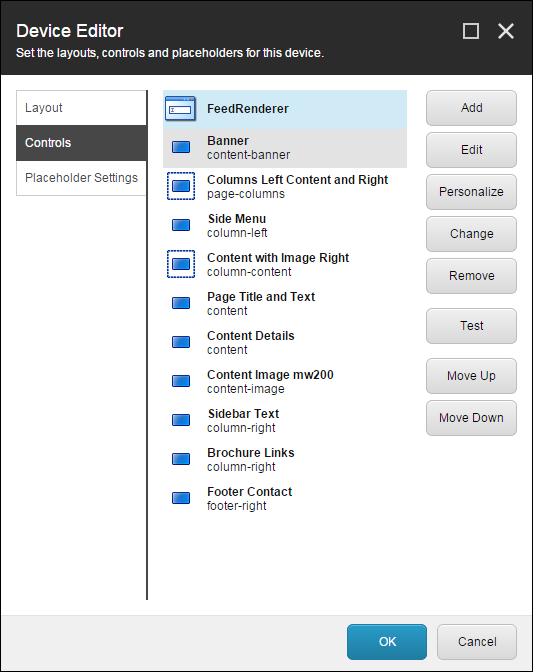 Device Editor
Set the layouts, controls and placeholders for this device.
Layout
Controls
Placeholder Settings
FeedRenderer
Banner
content-banner
Columns Left Content and Right
page-columns
Side Menu
column-left
Content with Image Right
column-content
Page Title and Text
content
Content Details
content
Content Image mw200
content-image
Sidebar Text
column-right
Brochure Links
column-right
Footer Contact
footer-right
Add
Edit
Personalize
Change
Remove
Test
Move Up
Move Down
OK
Cancel